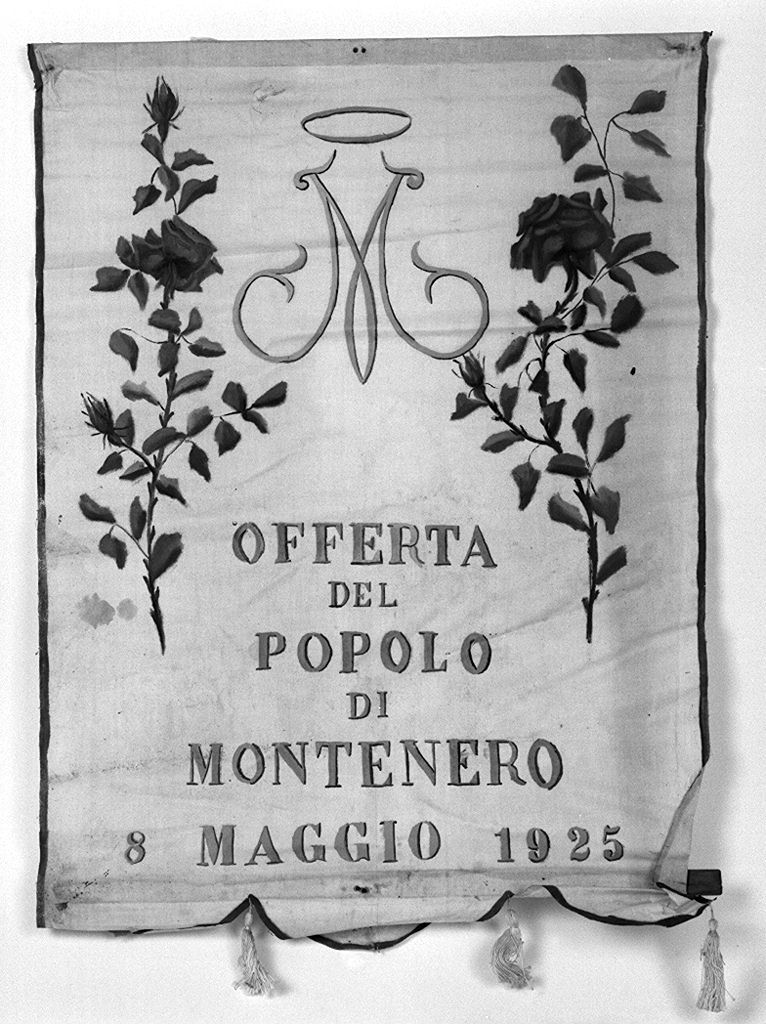 M
OFFERTA
DEL
POPOLO
DI
MONTENERO
8 MAGGIO 1925